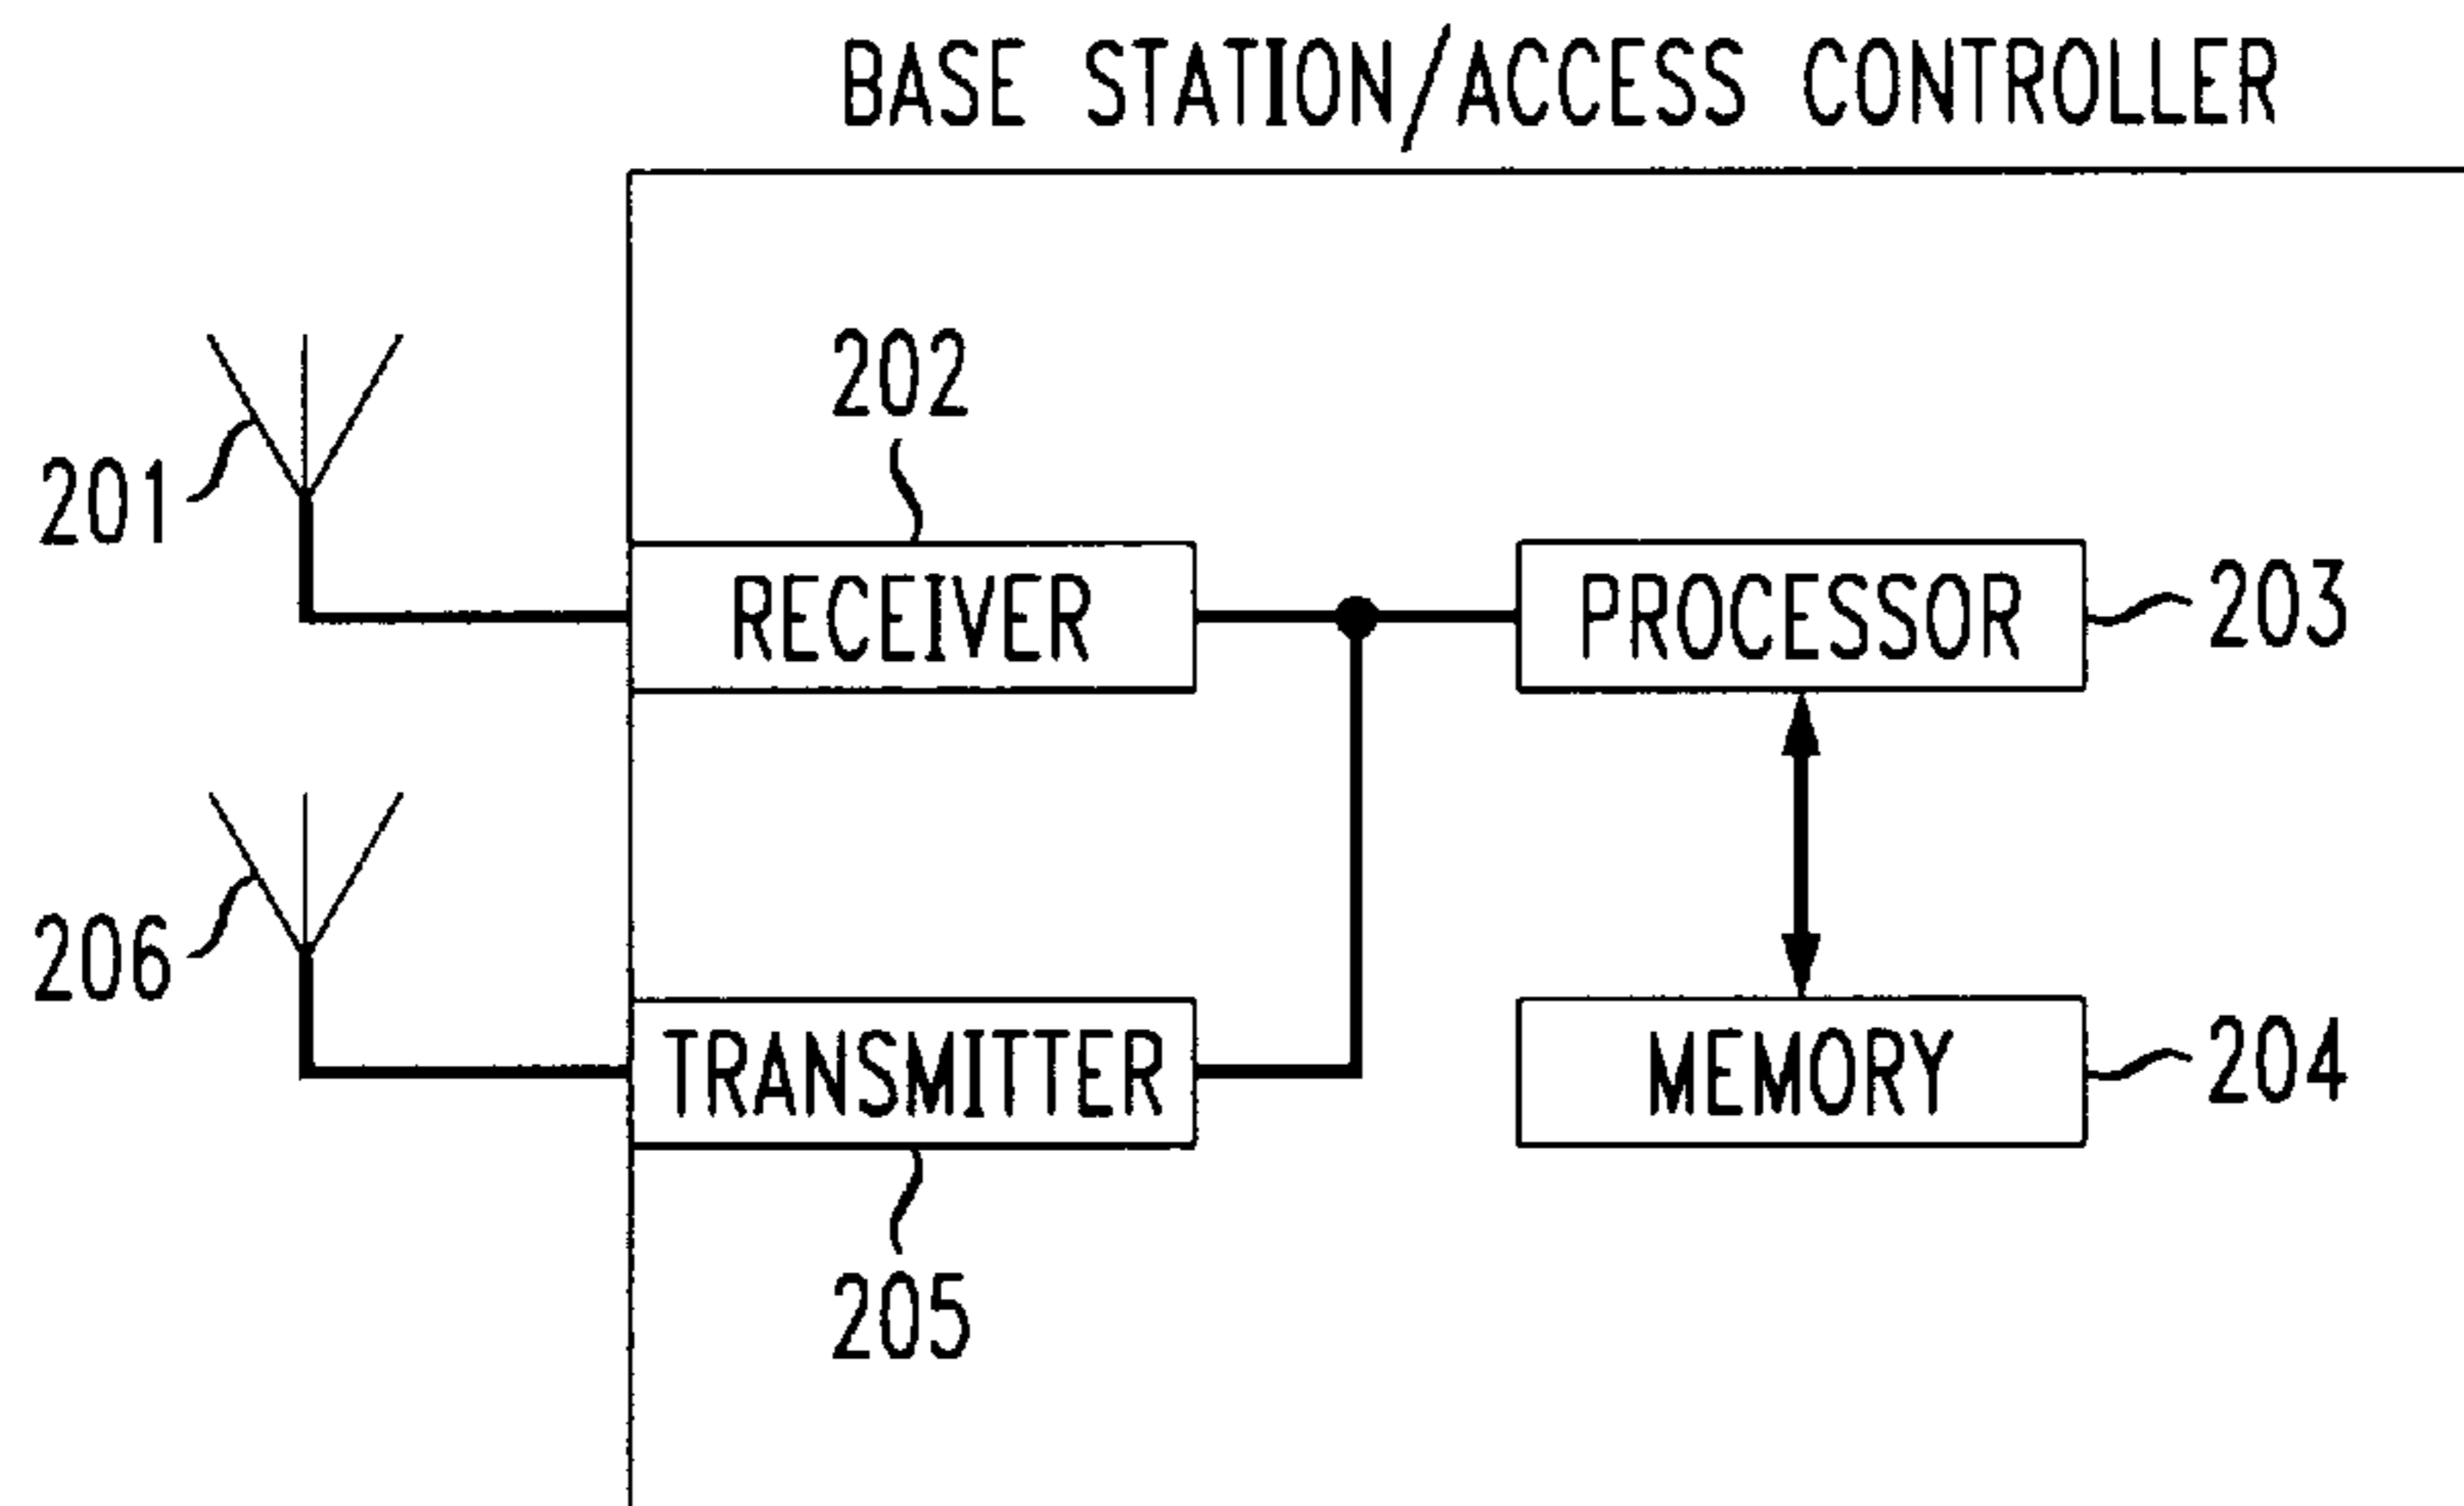 BASE STATION/ACCESS CONTROLLER
202
201
RECEIVER
PROCESSOR
203
206
TRANSMITTER
MEMORY
204
205